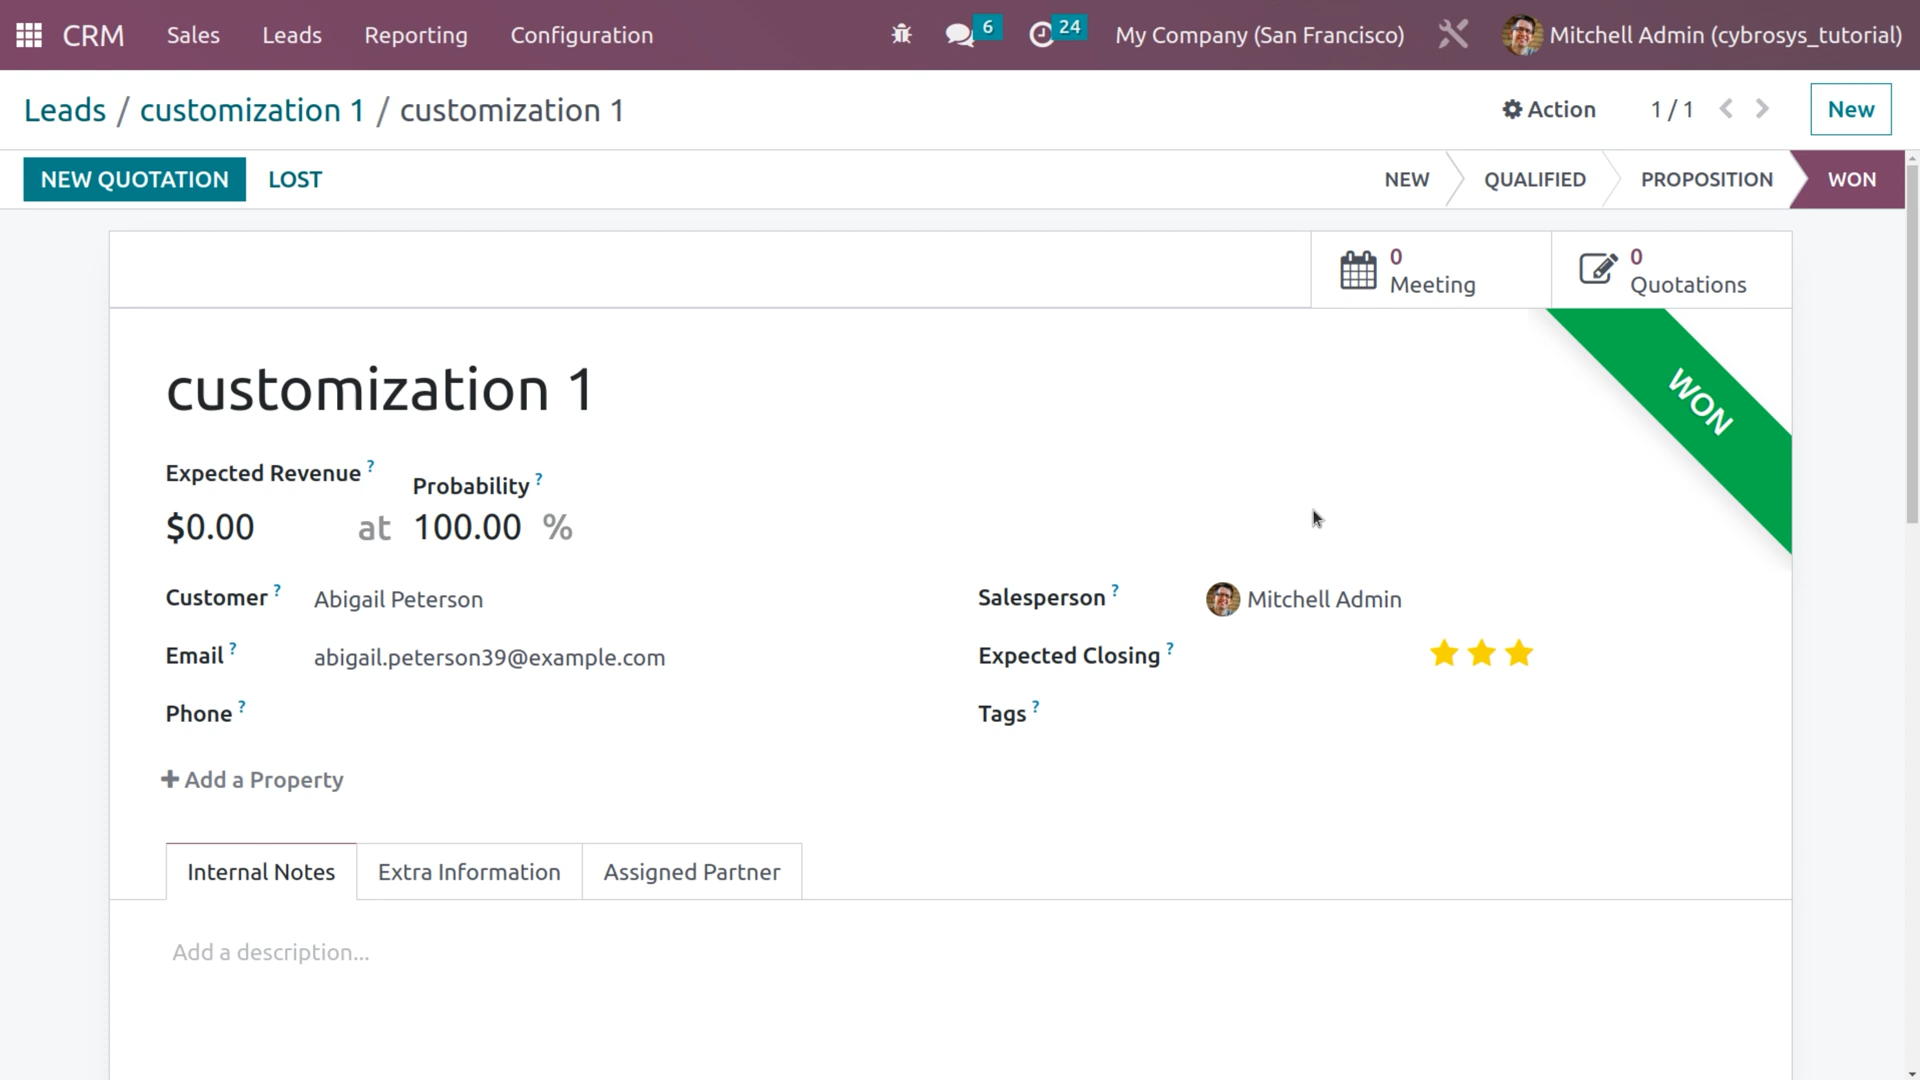 CRM Sales Leads Reporting Configuration 6 24 My Company (San Francisco) Mitchell Admin (cybrosys_tutorial)
Leads / customization 1 / customization 1 Action 1 / 1 New
NEW QUOTATION LOST NEW QUALIFIED PROPOSITION WON
0 Meeting
0 Quotations
WON
customization 1
Expected Revenue ? Probability ?
$0.00 at 100.00 %
Customer ? Abigail Peterson Salesperson ? Mitchell Admin
Email ? abigail.peterson39@example.com Expected Closing ?
Phone ? Tags ?
Add a Property
Internal Notes Extra Information Assigned Partner
Add a description...